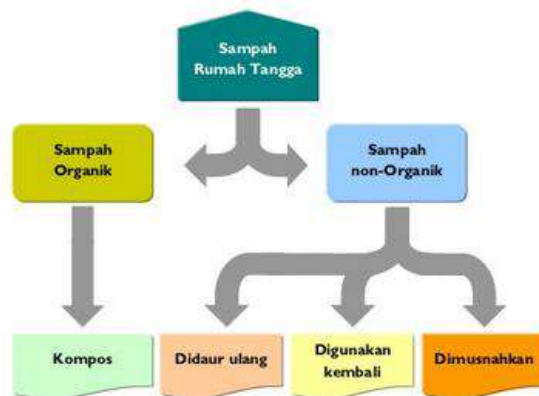 Sampah
Rumah Tangga
Sampah
Organik
Sampah
non-Organik
Kompos
Didaur ulang
Digunakan
kembali
Dimusnahkan